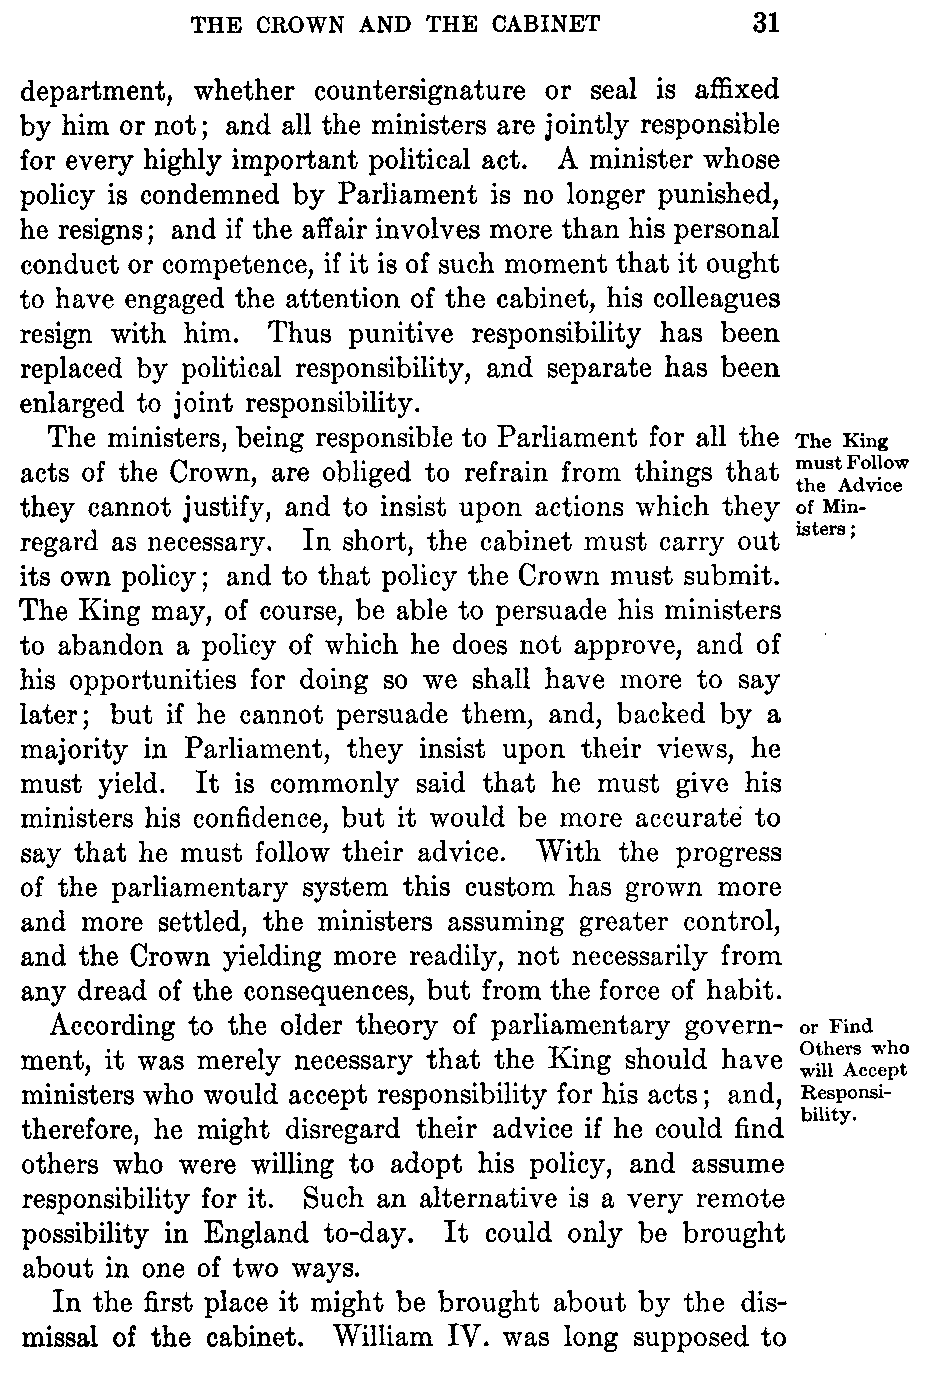 THE CROWN AND THE CABINET 31
department, whether countersignature or seal is affixed
by him or not; and all the ministers are jointly responsible
for every highly important political act. A minister whose
policy is condemned by Parliament is no longer punished,
he resigns; and if the affair involves more than his personal
conduct or competence, if it is of such moment that it ought
to have engaged the attention of the cabinet, his colleagues
resign with him. Thus punitive responsibility has been
replaced by political responsibility, and separate has been
enlarged to joint responsibility.
The ministers, being responsible to Parliament for all the
acts of the Crown, are obliged to refrain from things that
they cannot justify, and to insist upon actions which they
regard as necessary. In short, the cabinet must carry out
its own policy; and to that policy the Crown must submit.
The King may, of course, be able to persuade his ministers
to abandon a policy of which he does not approve, and of
his opportunities for doing so we shall have more to say
later; but if he cannot persuade them, and, backed by a
majority in Parliament, they insist upon their views, he
must yield. It is commonly said that he must give his
ministers his confidence, but it would be more accurate to
say that he must follow their advice. With the progress
of the parliamentary system this custom has grown more
and more settled, the ministers assuming greater control,
and the Crown yielding more readily, not necessarily from
any dread of the consequences, but from the force of habit.
The King
must Follow
the Advice
of Min-
isters;
According to the older theory of parliamentary govern-
ment, it was merely necessary that the King should have
ministers who would accept responsibility for his acts; and,
therefore, he might disregard their advice if he could find
others who were willing to adopt his policy, and assume
responsibility for it. Such an alternative is a very remote
possibility in England to-day. It could only be brought
about in one of two ways.
or Find
Others who
will Accept
Responsi-
bility.
In the first place it might be brought about by the dis-
missal of the cabinet. William IV. was long supposed to